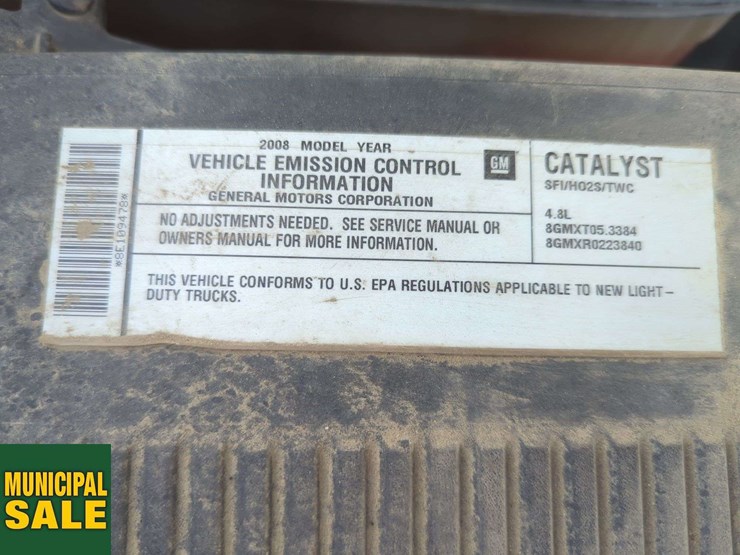 *8EI09478*
2008 MODEL YEAR
VEHICLE EMISSION CONTROL
INFORMATION
GENERAL MOTORS CORPORATION
GM
NO ADJUSTMENTS NEEDED. SEE SERVICE MANUAL OR
OWNERS MANUAL FOR MORE INFORMATION.
CATALYST
SFI/HO2S/TWC
4.8L
8GMXT05.3384
8GMXR0223840
THIS VEHICLE CONFORMS TO U.S. EPA REGULATIONS APPLICABLE TO NEW LIGHT-
DUTY TRUCKS.
MUNICIPAL
SALE